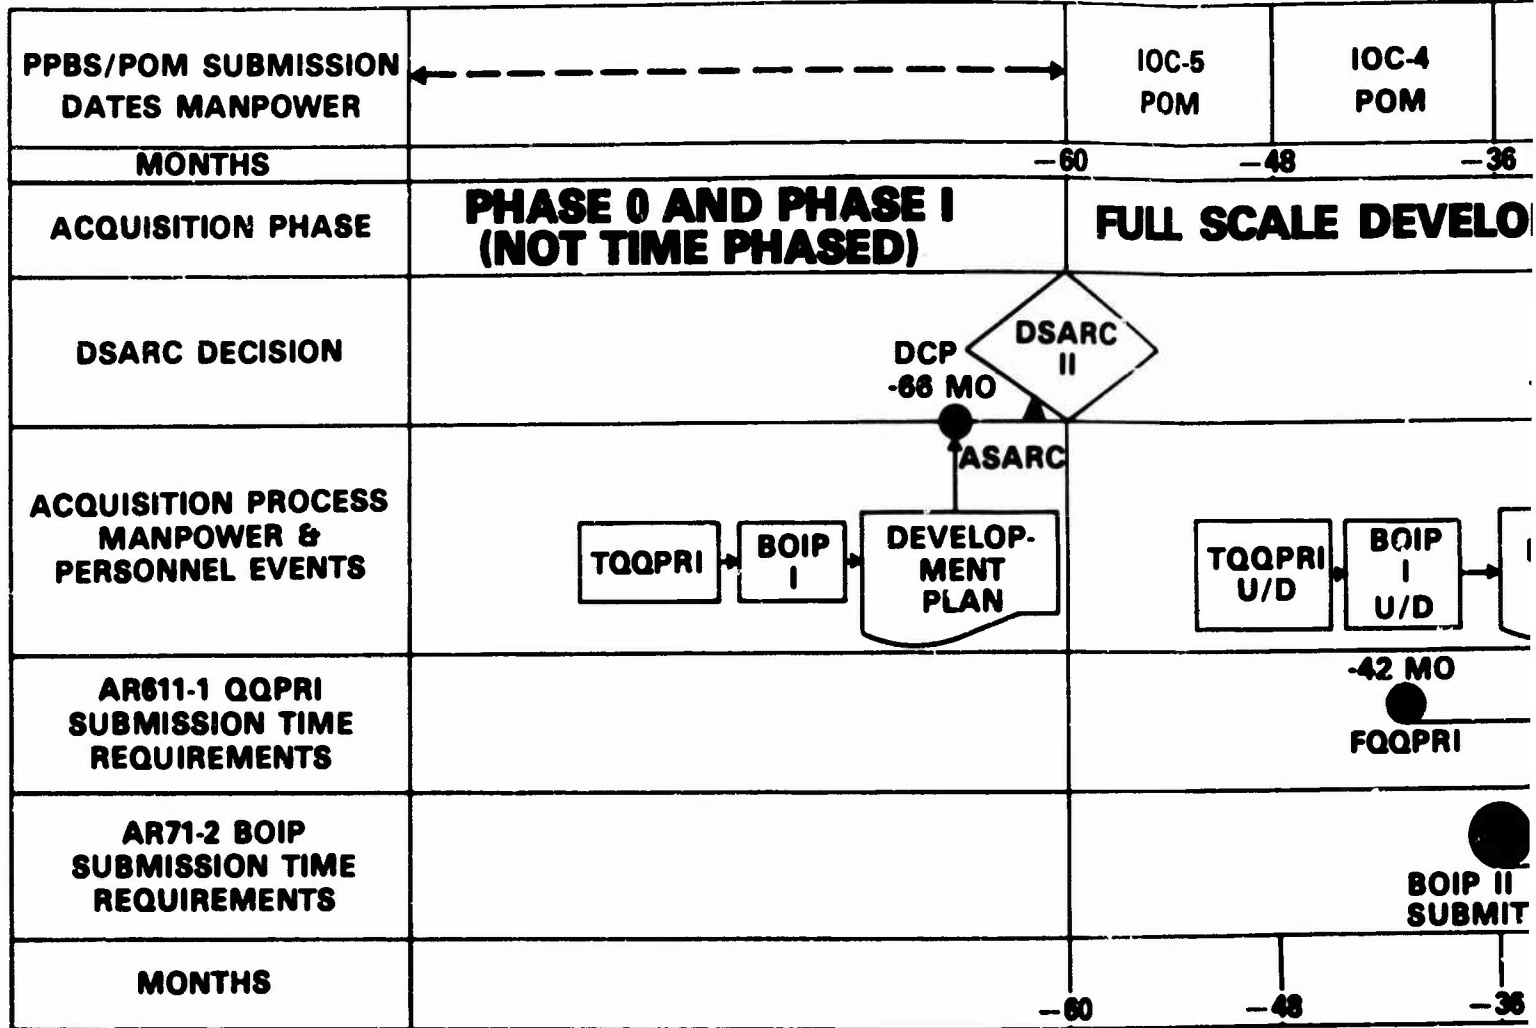 PPBS/POM SUBMISSION
DATES MANPOWER
IOC-5
POM
IOC-4
POM
MONTHS
-60
-48
-36
ACQUISITION PHASE
PHASE 0 AND PHASE I
(NOT TIME PHASED)
FULL SCALE DEVELO
DSARC DECISION
DCP
-66 MO
DSARC
II
ASARC
ACQUISITION PROCESS
MANPOWER &
PERSONNEL EVENTS
TQQPRI
BOIP
I
DEVELOP-
MENT
PLAN
TQQPRI
U/D
BOIP
I
U/D
AR611-1 QQPRI
SUBMISSION TIME
REQUIREMENTS
-42 MO
FQQPRI
AR71-2 BOIP
SUBMISSION TIME
REQUIREMENTS
BOIP II
SUBMIT
MONTHS
-60
-48
-36